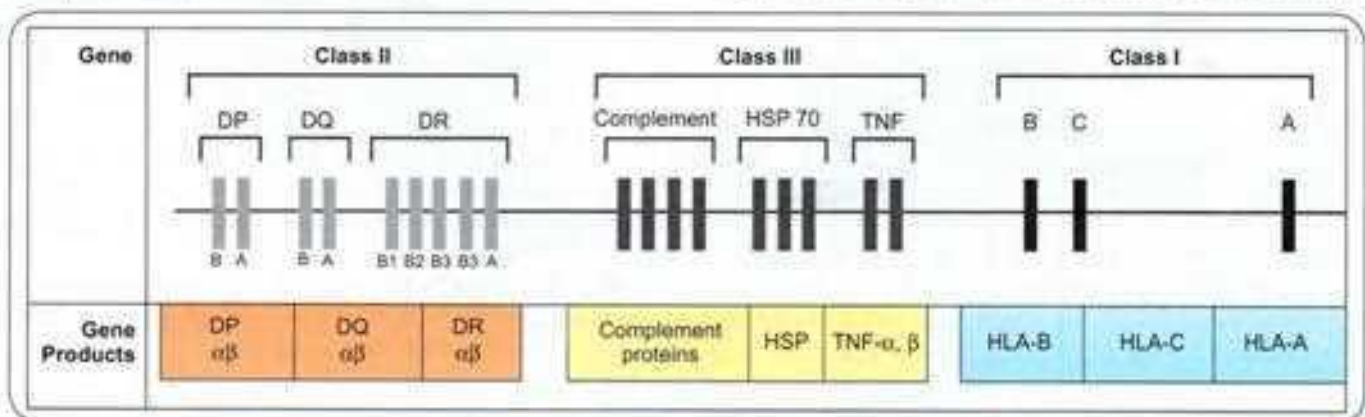 Gene
Class II
Class III
Class I
DP
DQ
DR
Complement
HSP 70
TNF
B
C
A
B A
B A
B1 B2 B3 B3 A
Gene
Products
DP
αβ
DQ
αβ
DR
αβ
Complement
proteins
HSP
TNF-α, β
HLA-B
HLA-C
HLA-A